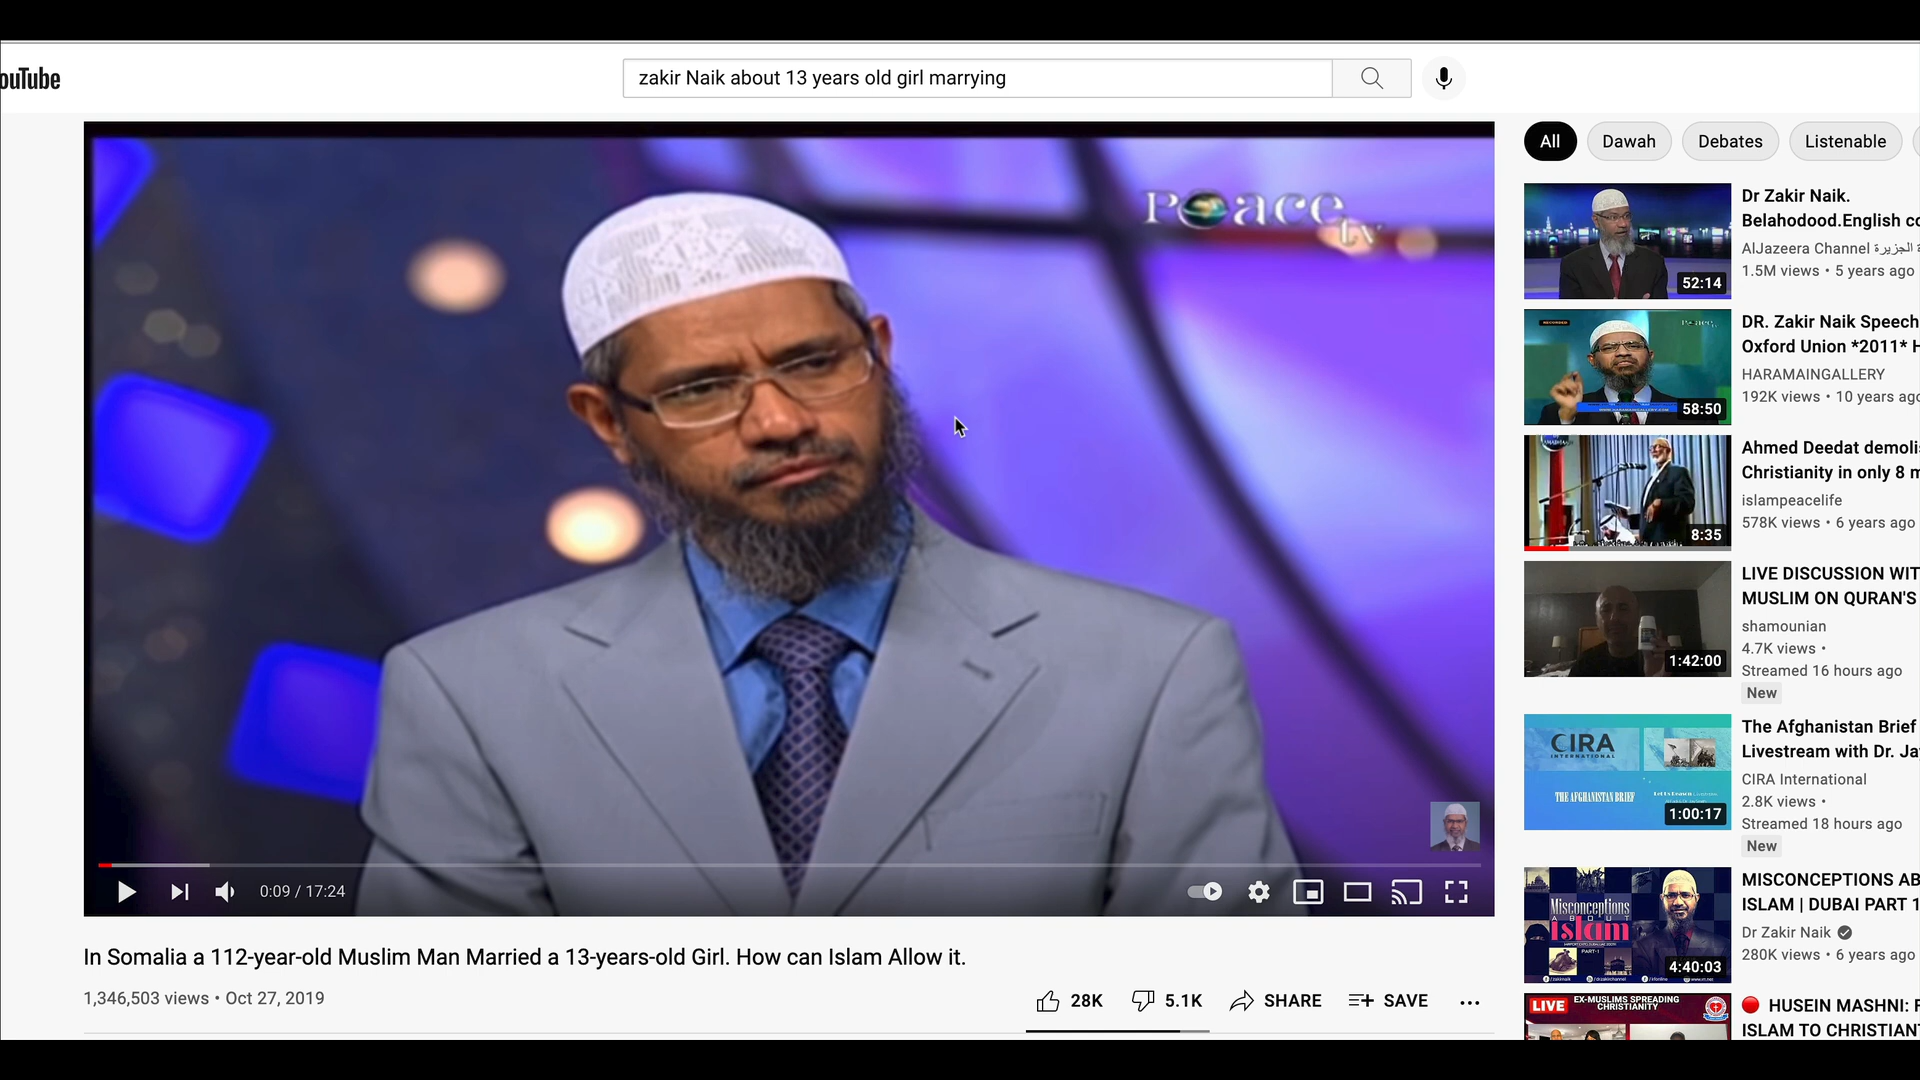 ouTube
zakir Naik about 13 years old girl marrying
Peace
tv
0:09 / 17:24
In Somalia a 112-year-old Muslim Man Married a 13-years-old Girl. How can Islam Allow it.
1,346,503 views • Oct 27, 2019
28K 5.1K SHARE SAVE
All Dawah Debates Listenable
52:14
Dr Zakir Naik.
Belahodood.English co
AlJazeera Channel الجزيرة
1.5M views • 5 years ago
58:50
DR. Zakir Naik Speech
Oxford Union *2011* H
HARAMAINGALLERY
192K views • 10 years ago
8:35
Ahmed Deedat demolis
Christianity in only 8 m
islampeacelife
578K views • 6 years ago
1:42:00
LIVE DISCUSSION WIT
MUSLIM ON QURAN'S
shamounian
4.7K views •
Streamed 16 hours ago
New
CIRA
INTERNATIONAL
THE AFGHANISTAN BRIEF
1:00:17
The Afghanistan Brief
Livestream with Dr. Ja
CIRA International
2.8K views •
Streamed 18 hours ago
New
Misconceptions
ABOUT
Islam
PART-1
4:40:03
MISCONCEPTIONS AB
ISLAM | DUBAI PART 1
Dr Zakir Naik
280K views • 6 years ago
LIVE
EX-MUSLIMS SPREADING
CHRISTIANITY
HUSEIN MASHNI: F
ISLAM TO CHRISTIAN